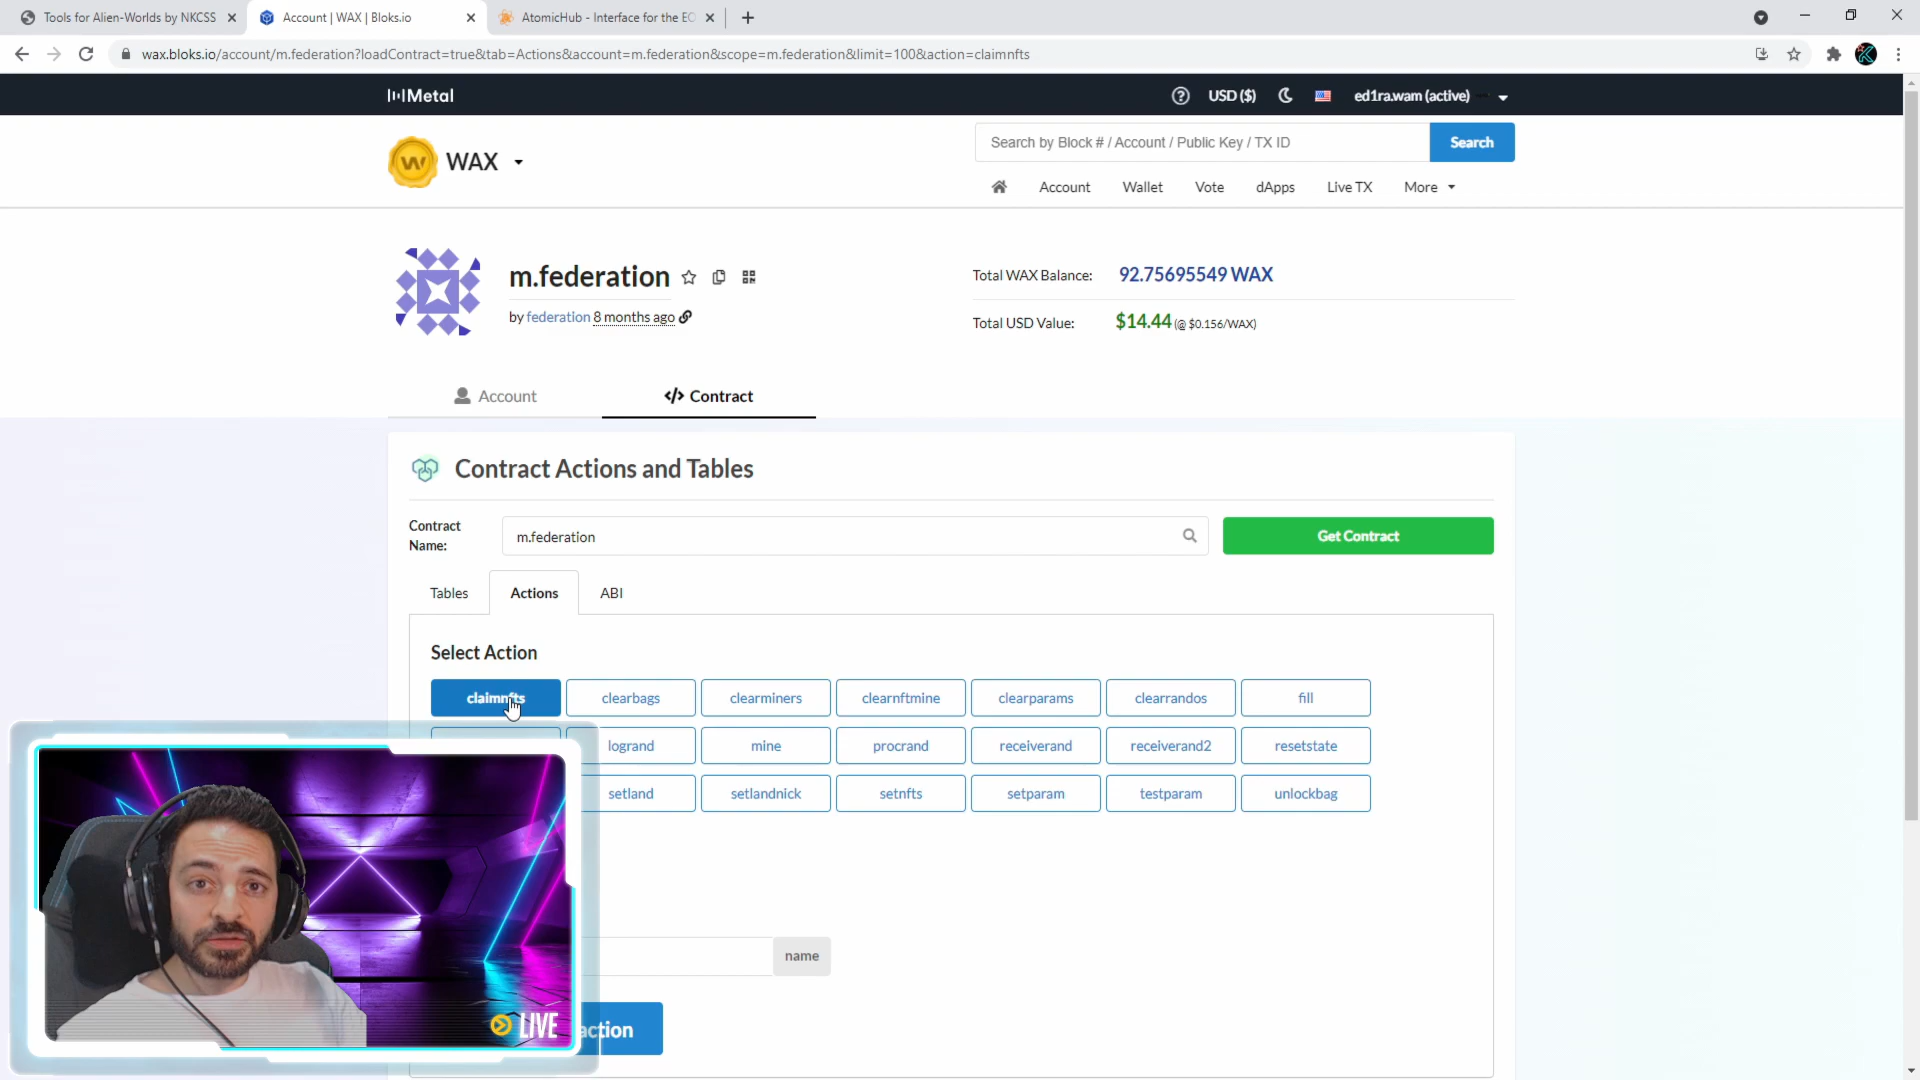 Tools for Alien-Worlds by NKCSS
Account | WAX | Bloks.io
AtomicHub - Interface for the EO
wax.bloks.io/account/m.federation?loadContract=true&tab=Actions&account=m.federation&scope=m.federation&limit=100&action=claimnfts
Metal
USD ($)
ed1ra.wam (active)
WAX
Search by Block # / Account / Public Key / TX ID
Search
Account
Wallet
Vote
dApps
Live TX
More
m.federation
by federation 8 months ago
Total WAX Balance: 92.75695549 WAX
Total USD Value: $14.44 (@ $0.156/WAX)
Account
Contract
Contract Actions and Tables
Contract Name:
m.federation
Get Contract
Tables
Actions
ABI
Select Action
claimnfts
clearbags
clearminers
clearnftmine
clearparams
clearrandos
fill
logrand
mine
procrand
receiverand
receiverand2
resetstate
setland
setlandnick
setnfts
setparam
testparam
unlockbag
name
action
LIVE